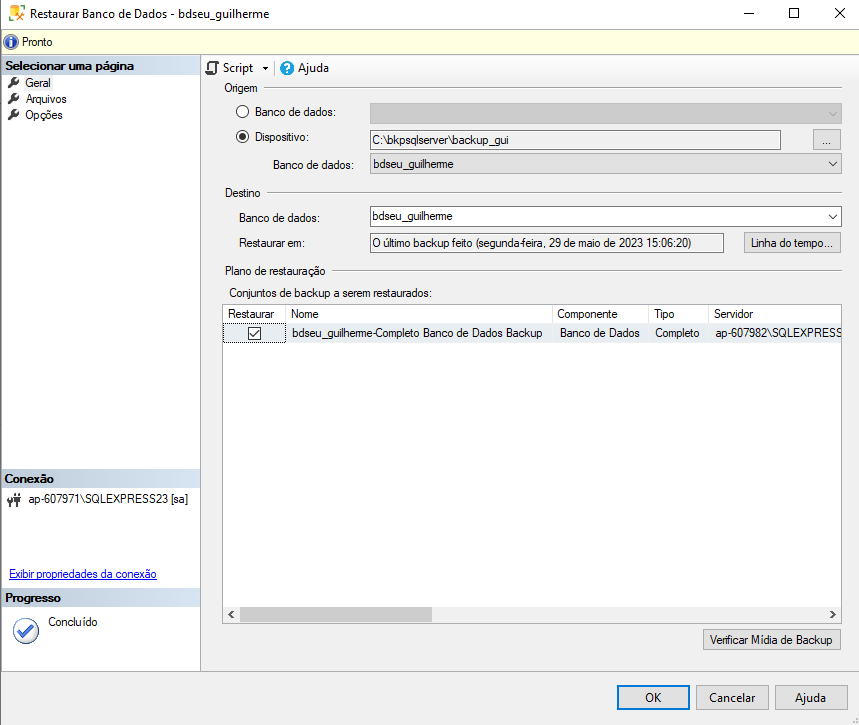 Restaurar Banco de Dados - bdseu_guilherme
Pronto
Selecionar uma página
Geral
Arquivos
Opções
Script
Ajuda
Origem
Banco de dados:
Dispositivo:
C:\bkpsqlserver\backup_gui
...
Banco de dados:
bdseu_guilherme
Destino
Banco de dados:
bdseu_guilherme
Restaurar em:
O último backup feito (segunda-feira, 29 de maio de 2023 15:06:20)
Linha do tempo...
Plano de restauração
Conjuntos de backup a serem restaurados:
Restaurar Nome Componente Tipo Servidor
bdseu_guilherme-Completo Banco de Dados Backup Banco de Dados Completo ap-607982\SQLEXPRESS
Conexão
ap-607971\SQLEXPRESS23 [sa]
Exibir propriedades da conexão
Progresso
Concluído
Verificar Mídia de Backup
OK
Cancelar
Ajuda